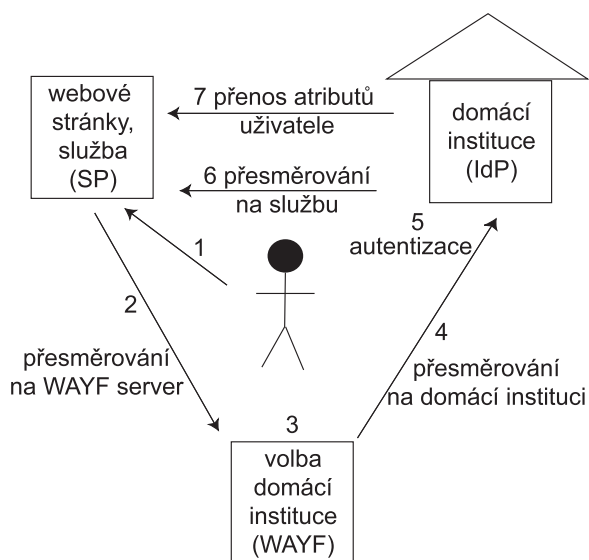 webové
stránky,
služba
(SP)
7 přenos atributů
uživatele
domácí
instituce
(IdP)
6 přesměrování
na službu
5
autentizace
1
2
přesměrování
na WAYF server
4
přesměrování
na domácí instituci
3
volba
domácí
instituce
(WAYF)